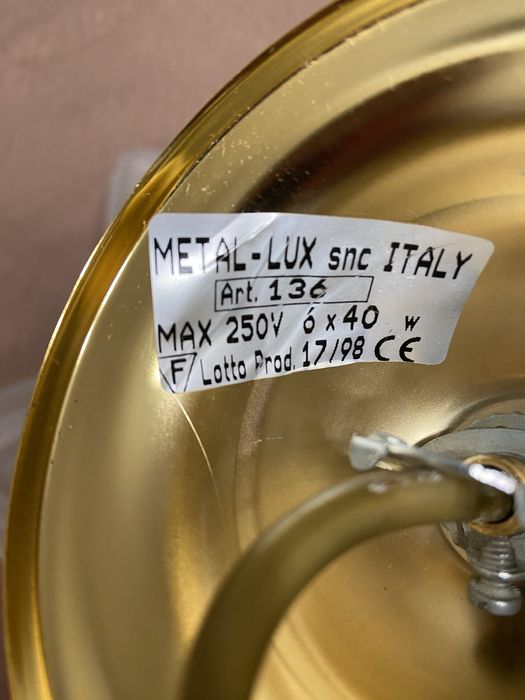 METAL-LUX snc ITALY
Art. 136
MAX 250V 6 x 40 W
F Lotto Prod. 17/98 CE